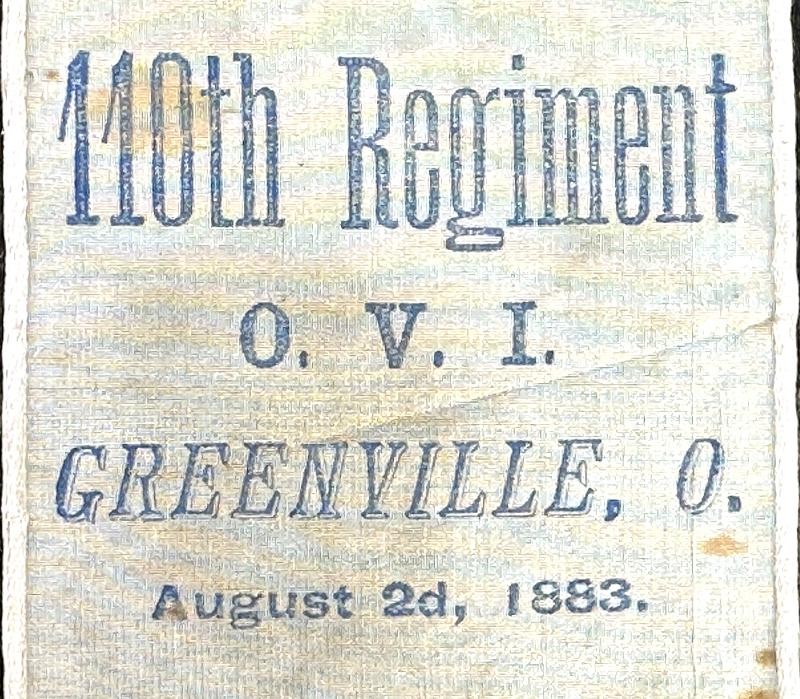 110th Regiment
O. V. I.
GREENVILLE, O.
August 2d, 1883.